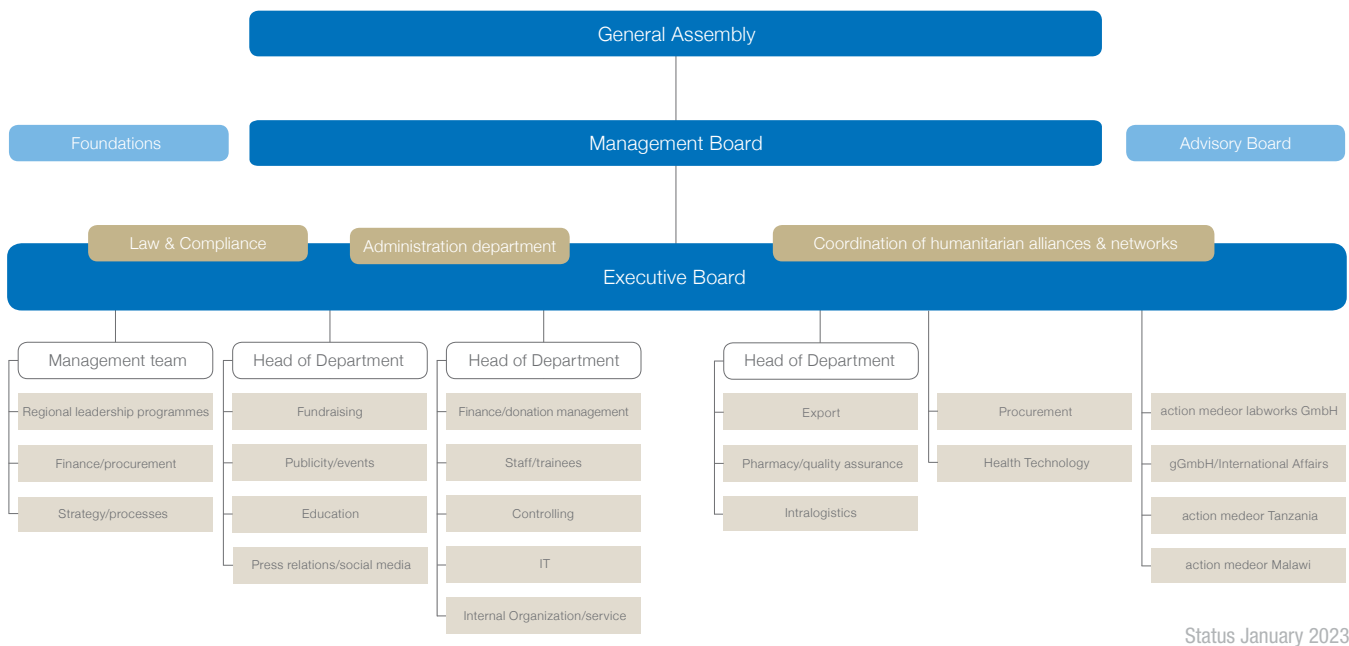 General Assembly
Foundations
Management Board
Advisory Board
Law & Compliance
Administration department
Coordination of humanitarian alliances & networks
Executive Board
Management team
Regional leadership programmes
Finance/procurement
Strategy/processes
Head of Department
Fundraising
Publicity/events
Education
Press relations/social media
Head of Department
Finance/donation management
Staff/trainees
Controlling
IT
Internal Organization/service
Head of Department
Export
Pharmacy/quality assurance
Intralogistics
Procurement
Health Technology
action medeor labworks GmbH
gGmbH/International Affairs
action medeor Tanzania
action medeor Malawi
Status January 2023